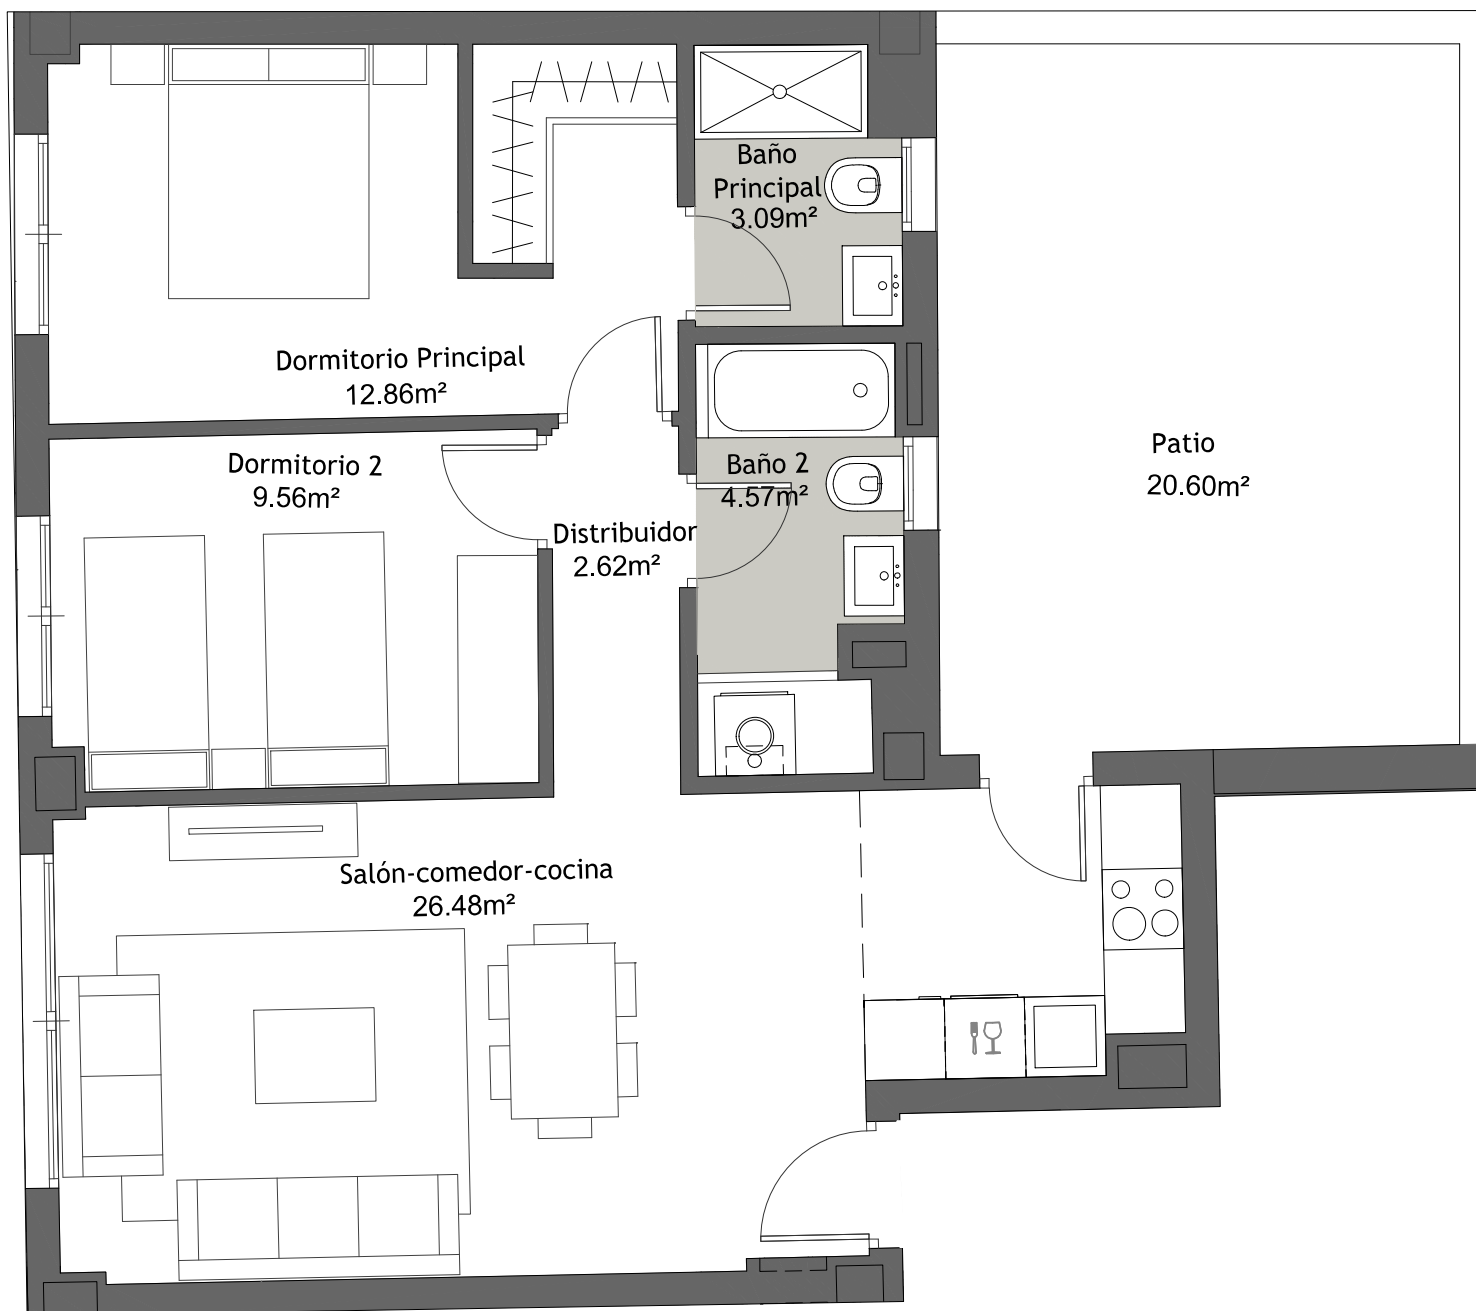 Baño
Principal
3.09m²
Dormitorio Principal
12.86m²
Dormitorio 2
9.56m²
Baño 2
4.57m²
Patio
20.60m²
Distribuidor
2.62m²
Salón-comedor-cocina
26.48m²